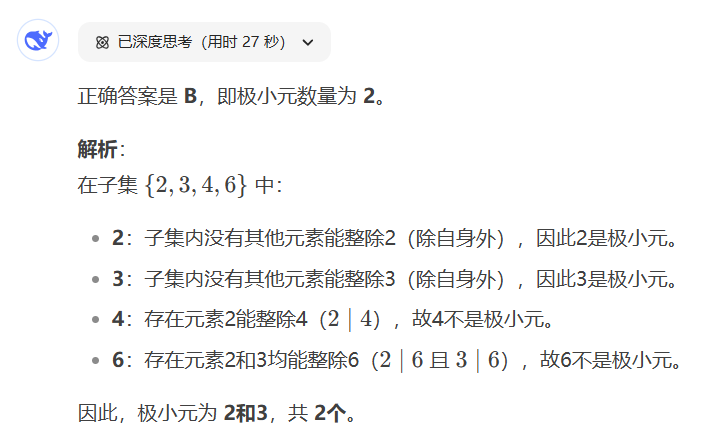 已深度思考（用时 27 秒）
正确答案是 B，即极小元数量为 2。
解析：
在子集 {2, 3, 4, 6} 中：
2：子集内没有其他元素能整除2（除自身外），因此2是极小元。
3：子集内没有其他元素能整除3（除自身外），因此3是极小元。
4：存在元素2能整除4（2 | 4），故4不是极小元。
6：存在元素2和3均能整除6（2 | 6 且 3 | 6），故6不是极小元。
因此，极小元为 2和3，共 2个。